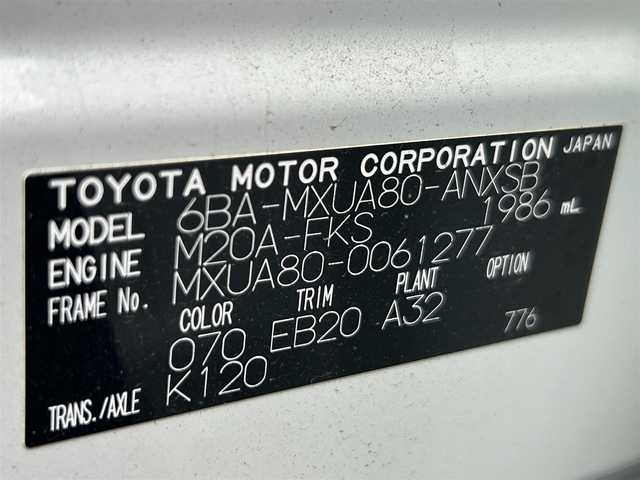 TOYOTA MOTOR CORPORATION JAPAN
MODEL 6BA-MXUA80-ANXSB
ENGINE M20A-FKS 1986 mL
FRAME No. MXUA80-0061277
COLOR TRIM PLANT OPTION
070 EB20 A32 776
TRANS./AXLE K120